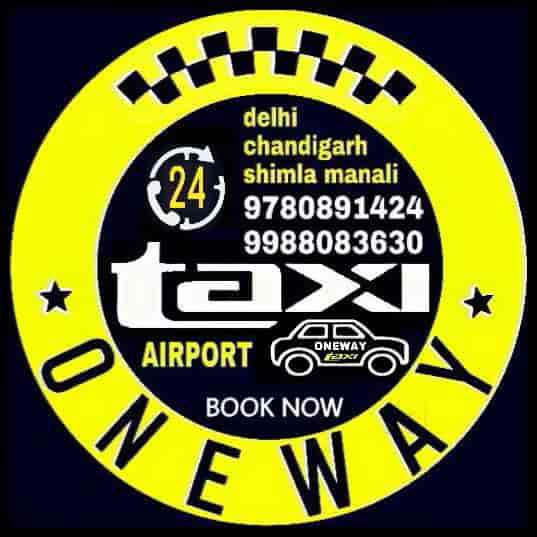 delhi
chandigarh
shimla manali
24
9780891424
9988083630
taxi
AIRPORT
ONEWAY
taxi
BOOK NOW
ONEWAY